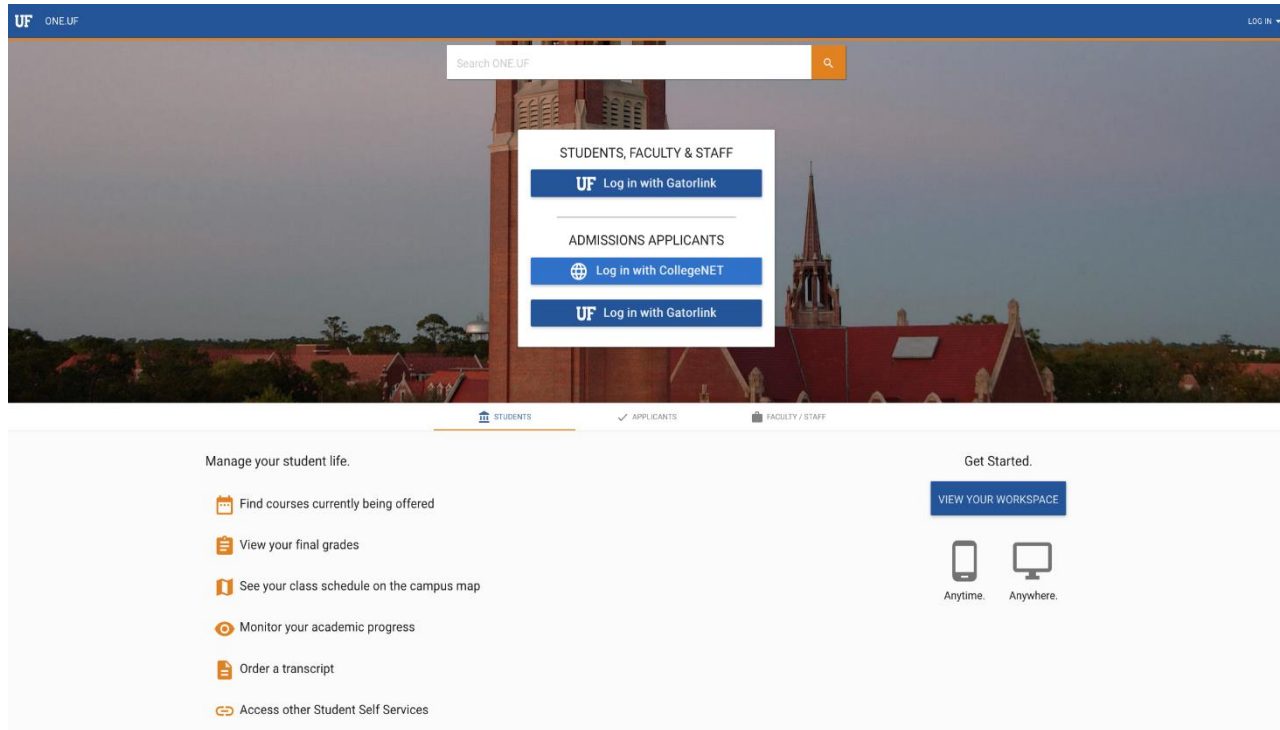 UF ONE.UF
LOG IN
Search ONE.UF
STUDENTS, FACULTY & STAFF
UF Log in with Gatorlink
ADMISSIONS APPLICANTS
Log in with CollegeNET
UF Log in with Gatorlink
STUDENTS
APPLICANTS
FACULTY / STAFF
Manage your student life.
Find courses currently being offered
View your final grades
See your class schedule on the campus map
Monitor your academic progress
Order a transcript
Access other Student Self Services
Get Started.
VIEW YOUR WORKSPACE
Anytime.
Anywhere.